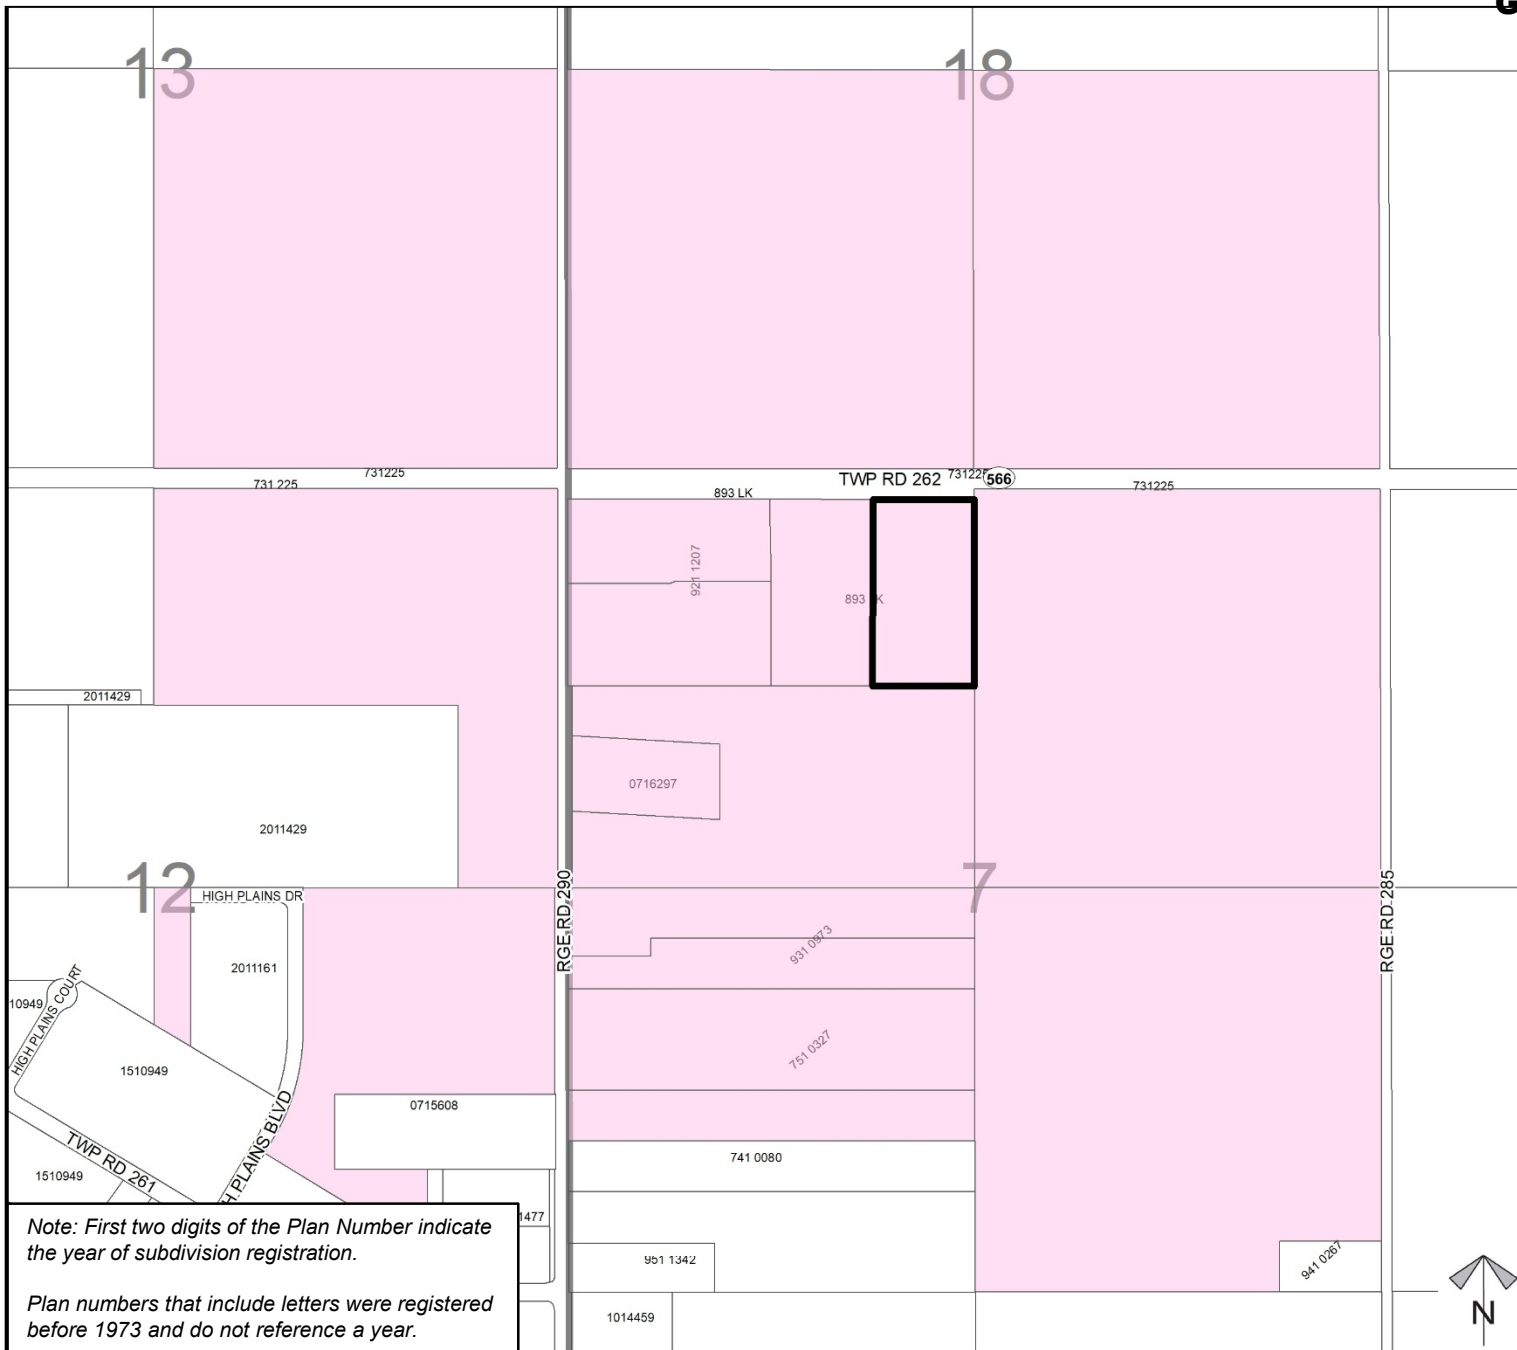 13
18
731225
731 225
TWP RD 262
566
731225
893 LK
921 1207
893
2011429
0716297
2011429
12
7
HIGH PLAINS DR
RGE RD 290
RGE RD 285
931 0973
2011161
10949
HIGH PLAINS COURT
751 0327
1510949
0715608
PLAINS BLVD
TWP RD 261
741 0080
1510949
1477
951 1342
941 0267
1014459
Note: First two digits of the Plan Number indicate
the year of subdivision registration.
Plan numbers that include letters were registered
before 1973 and do not reference a year.
N